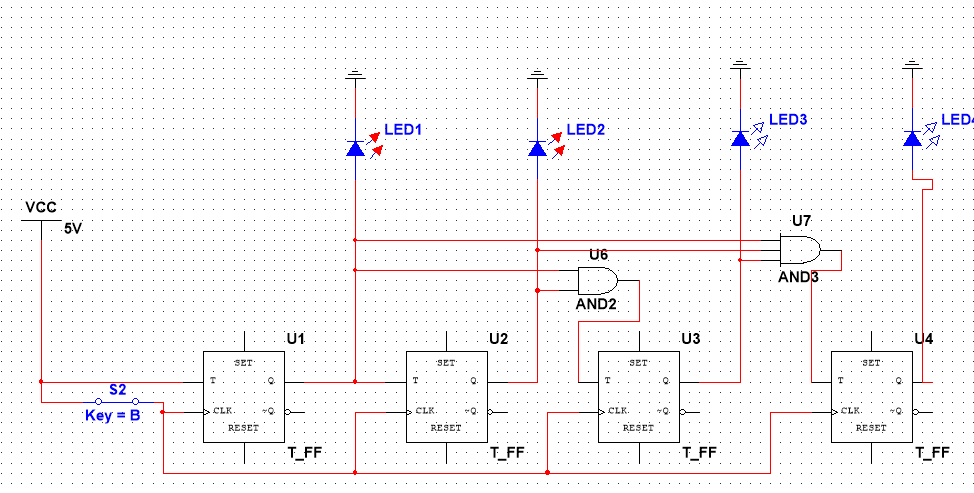 LED1
LED2
LED3
LED4
VCC
5V
U7
U6
AND3
AND2
U1
U2
U3
U4
SET
SET
SET
SET
T Q
T Q
T Q
T Q
S2
Key = B
CLK ~Q
CLK ~Q
CLK ~Q
CLK ~Q
RESET
RESET
RESET
RESET
T_FF
T_FF
T_FF
T_FF